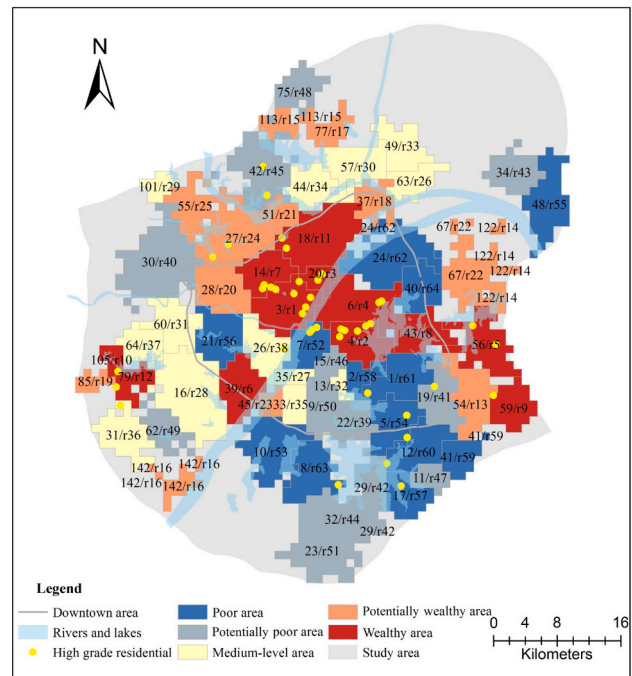 N
75/r48
113/r15
113/r15
77/r17
49/r33
57/r30
42/r45
44/r34
63/r26
34/r43
101/r29
55/r25
51/r21
37/r18
48/r55
24/r62
67/r22
122/r14
18/r11
27/r24
24/r62
122/r14
30/r40
14/r7
20/r3
67/r22
122/r14
28/r20
40/r64
122/r14
3/r1
6/r4
60/r31
43/r8
21/r56
26/r38
7/r52
4/r2
56/r5
64/r37
105/r10
15/r46
79/r12
35/r27
2/r58
1/r61
85/r19
39/r6
13/r32
16/r28
19/r41
45/r23
33/r35
9/r50
54/r13
59/r9
31/r36
62/r49
22/r39
5/r54
41/r59
10/r53
12/r60
41/r59
142/r16
142/r16
8/r63
11/r47
142/r16
142/r16
29/r42
17/r57
32/r44
29/r42
23/r51
Legend
Downtown area
Poor area
Potentially wealthy area
Rivers and lakes
Potentially poor area
Wealthy area
High grade residential
Medium-level area
Study area
0 4 8 16
Kilometers